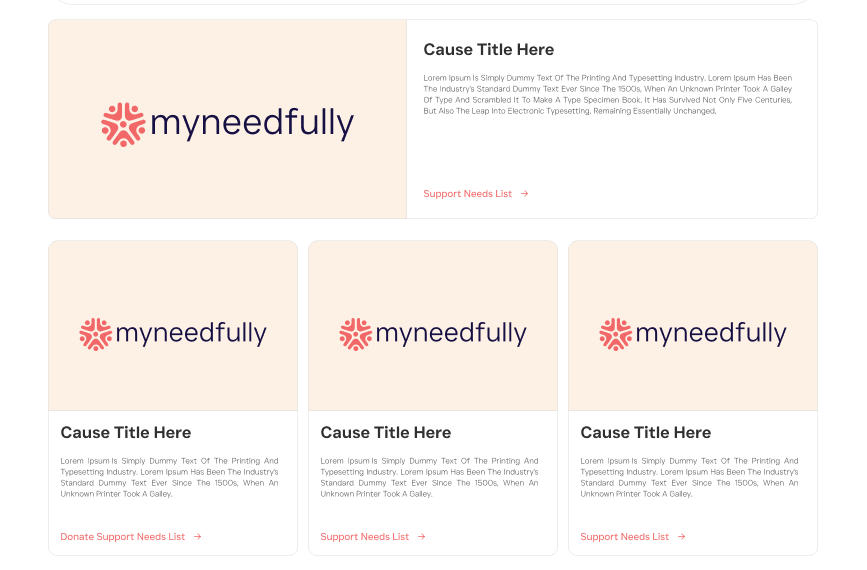 myneedfully
Cause Title Here
Lorem Ipsum Is Simply Dummy Text Of The Printing And Typesetting Industry. Lorem Ipsum Has Been
The Industry's Standard Dummy Text Ever Since The 1500s, When An Unknown Printer Took A Galley
Of Type And Scrambled It To Make A Type Specimen Book. It Has Survived Not Only Five Centuries,
But Also The Leap Into Electronic Typesetting, Remaining Essentially Unchanged.
Support Needs List →
myneedfully
Cause Title Here
Lorem Ipsum Is Simply Dummy Text Of The Printing And
Typesetting Industry. Lorem Ipsum Has Been The Industry's
Standard Dummy Text Ever Since The 1500s, When An
Unknown Printer Took A Galley.
Donate Support Needs List →
myneedfully
Cause Title Here
Lorem Ipsum Is Simply Dummy Text Of The Printing And
Typesetting Industry. Lorem Ipsum Has Been The Industry's
Standard Dummy Text Ever Since The 1500s, When An
Unknown Printer Took A Galley.
Support Needs List →
myneedfully
Cause Title Here
Lorem Ipsum Is Simply Dummy Text Of The Printing And
Typesetting Industry. Lorem Ipsum Has Been The Industry's
Standard Dummy Text Ever Since The 1500s, When An
Unknown Printer Took A Galley.
Support Needs List →